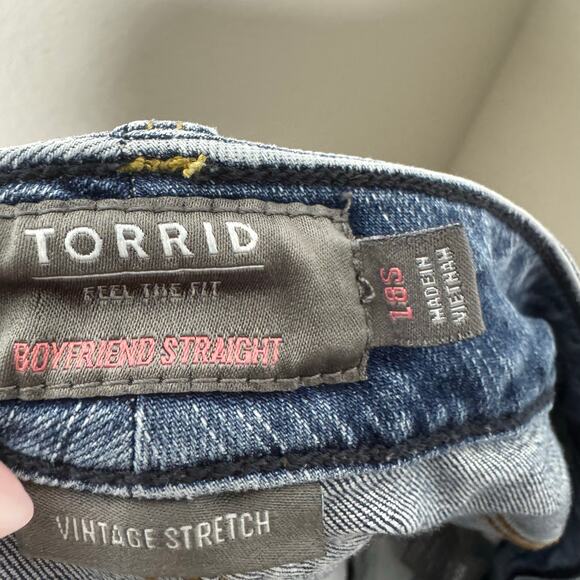 TORRID
FEEL THE FIT
BOYFRIEND STRAIGHT
18S
MADE IN
VIETNAM
VINTAGE STRETCH